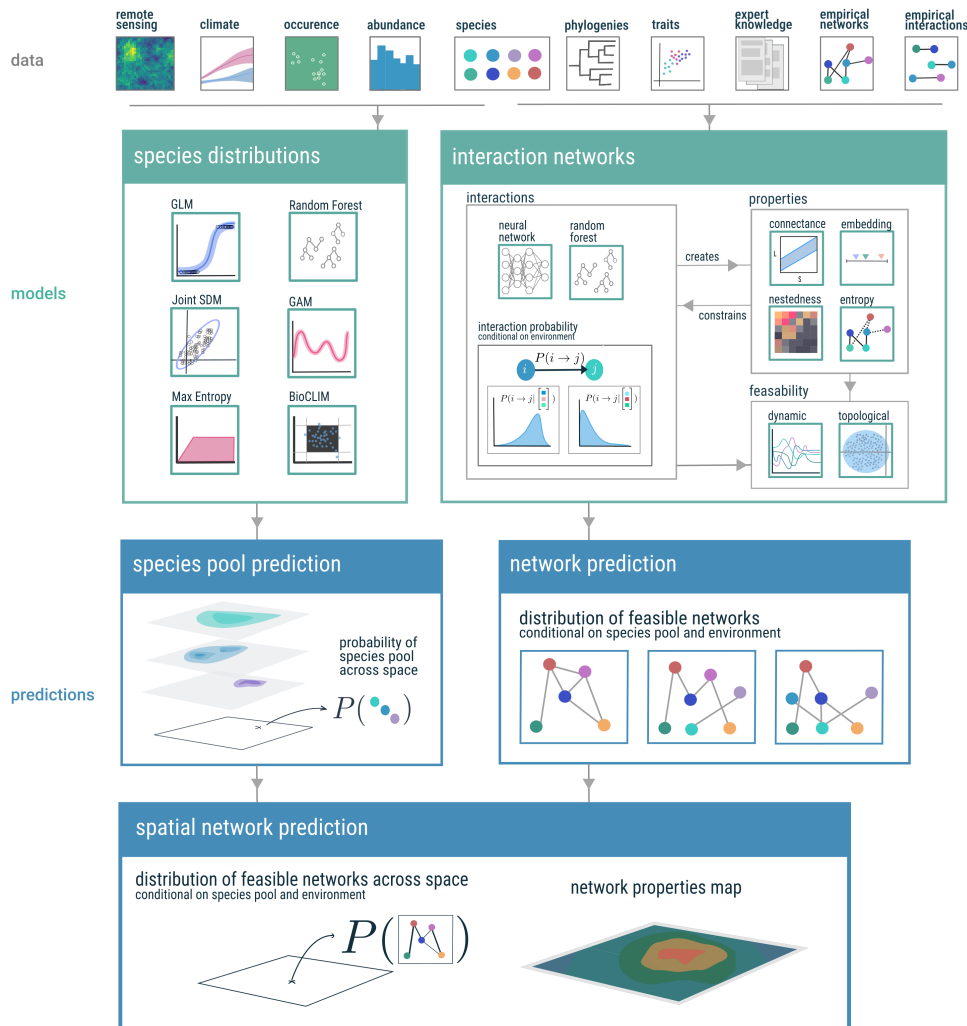 remote
sensing
climate
occurence
abundance
species
phylogenies
traits
expert
knowledge
empirical
networks
empirical
interactions
data
species distributions
interaction networks
models
GLM
Random Forest
Joint SDM
GAM
Max Entropy
BioCLIM
interactions
neural
network
random
forest
interaction probability
conditional on environment
P(i → j)
i
j
P(i → j| )
P(i → j| )
creates
constrains
properties
connectance
L
S
embedding
nestedness
entropy
feasability
dynamic
topological
predictions
species pool prediction
probability of
species pool
across space
P( )
network prediction
distribution of feasible networks
conditional on species pool and environment
spatial network prediction
distribution of feasible networks across space
conditional on species pool and environment
P( )
network properties map